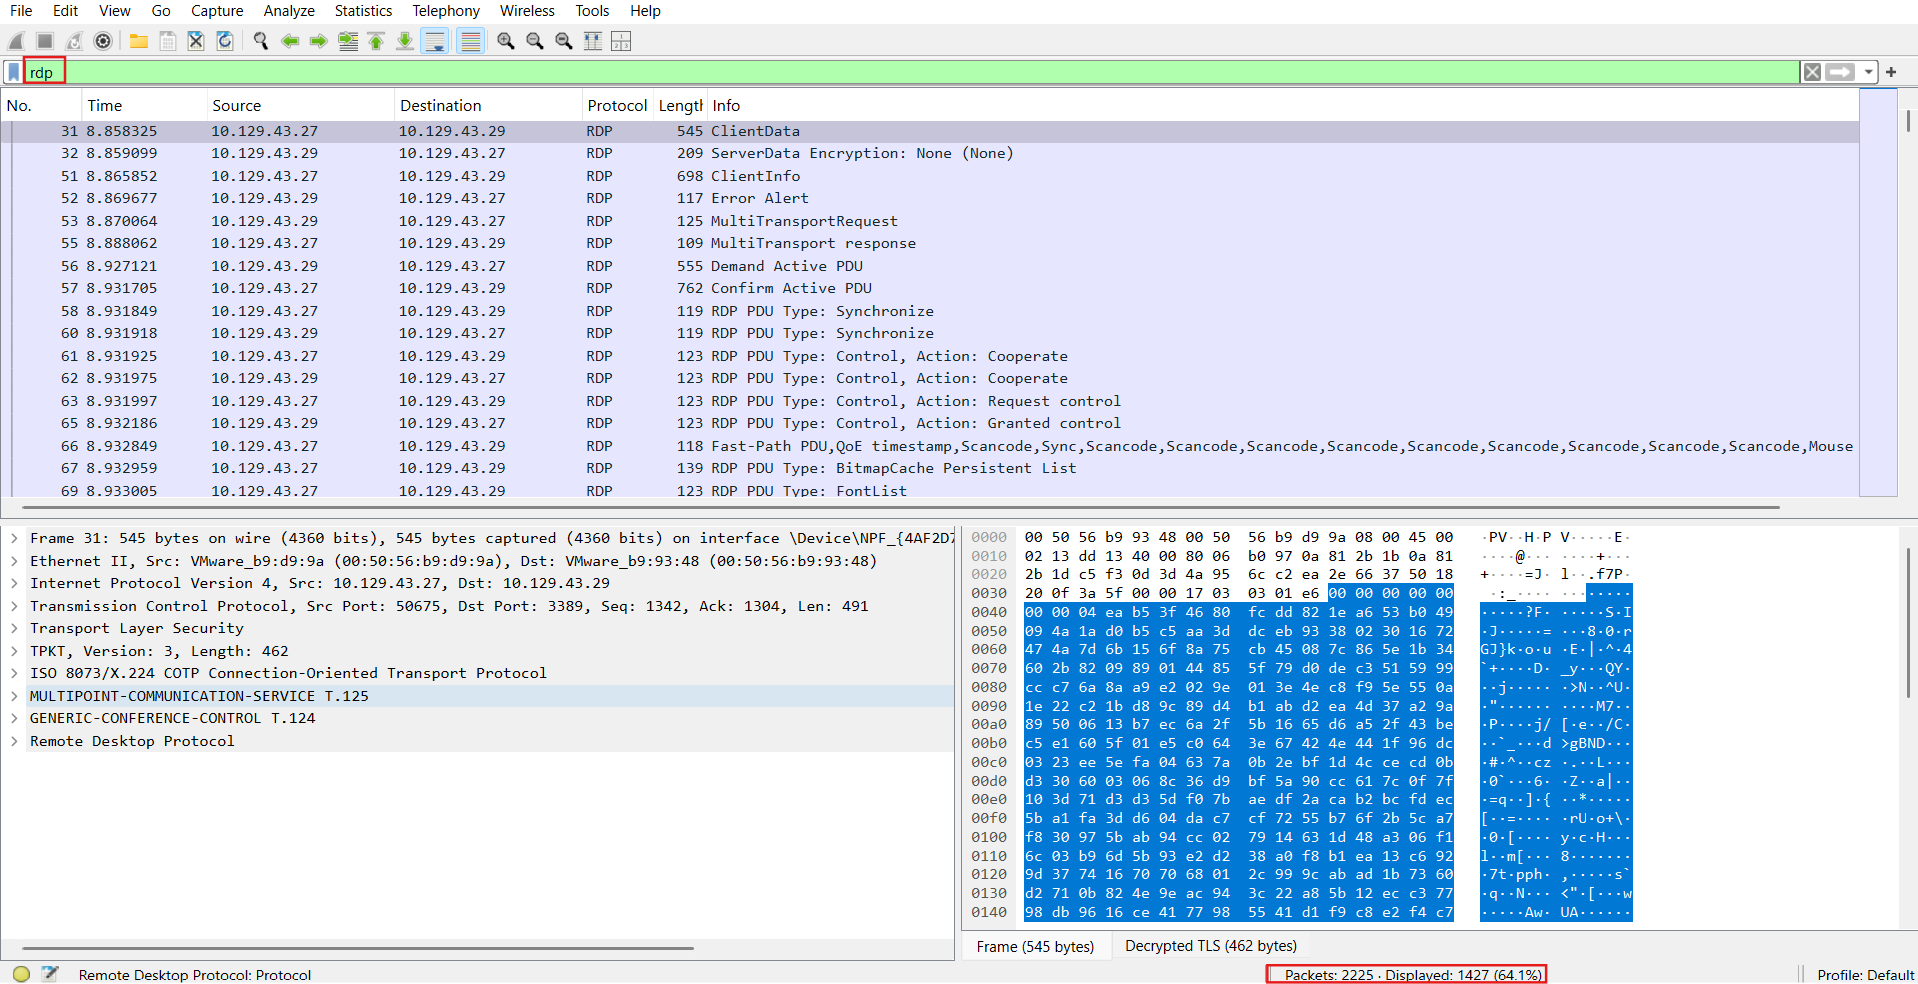 File Edit View Go Capture Analyze Statistics Telephony Wireless Tools Help
rdp
No. Time Source Destination Protocol Length Info
31 8.858325 10.129.43.27 10.129.43.29 RDP 545 ClientData
32 8.859099 10.129.43.29 10.129.43.27 RDP 209 ServerData Encryption: None (None)
51 8.865852 10.129.43.27 10.129.43.29 RDP 698 ClientInfo
52 8.869677 10.129.43.29 10.129.43.27 RDP 117 Error Alert
53 8.870064 10.129.43.29 10.129.43.27 RDP 125 MultiTransportRequest
55 8.888062 10.129.43.27 10.129.43.29 RDP 109 MultiTransport response
56 8.927121 10.129.43.29 10.129.43.27 RDP 555 Demand Active PDU
57 8.931705 10.129.43.27 10.129.43.29 RDP 762 Confirm Active PDU
58 8.931849 10.129.43.27 10.129.43.29 RDP 119 RDP PDU Type: Synchronize
60 8.931918 10.129.43.29 10.129.43.27 RDP 119 RDP PDU Type: Synchronize
61 8.931925 10.129.43.27 10.129.43.29 RDP 123 RDP PDU Type: Control, Action: Cooperate
62 8.931975 10.129.43.29 10.129.43.27 RDP 123 RDP PDU Type: Control, Action: Cooperate
63 8.931997 10.129.43.27 10.129.43.29 RDP 123 RDP PDU Type: Control, Action: Request control
65 8.932186 10.129.43.29 10.129.43.27 RDP 123 RDP PDU Type: Control, Action: Granted control
66 8.932849 10.129.43.27 10.129.43.29 RDP 118 Fast-Path PDU,QoE timestamp,Scancode,Sync,Scancode,Scancode,Scancode,Scancode,Scancode,Scancode,Scancode,Scancode,Mouse
67 8.932959 10.129.43.27 10.129.43.29 RDP 139 RDP PDU Type: BitmapCache Persistent List
69 8.933005 10.129.43.27 10.129.43.29 RDP 123 RDP PDU Type: FontList
Frame 31: 545 bytes on wire (4360 bits), 545 bytes captured (4360 bits) on interface \Device\NPF_{4AF2D7
Ethernet II, Src: VMware_b9:d9:9a (00:50:56:b9:d9:9a), Dst: VMware_b9:93:48 (00:50:56:b9:93:48)
Internet Protocol Version 4, Src: 10.129.43.27, Dst: 10.129.43.29
Transmission Control Protocol, Src Port: 50675, Dst Port: 3389, Seq: 1342, Ack: 1304, Len: 491
Transport Layer Security
TPKT, Version: 3, Length: 462
ISO 8073/X.224 COTP Connection-Oriented Transport Protocol
MULTIPOINT-COMMUNICATION-SERVICE T.125
GENERIC-CONFERENCE-CONTROL T.124
Remote Desktop Protocol
0000 00 50 56 b9 93 48 00 50 56 b9 d9 9a 08 00 45 00 ·PV··H·P V·····E·
0010 02 13 dd 13 40 00 80 06 b0 97 0a 81 2b 1b 0a 81 ····@··· ····+···
0020 2b 1d c5 f3 0d 3d 4a 95 6c c2 ea 2e 66 37 50 18 +····=J· l··.f7P·
0030 20 0f 3a 5f 00 00 17 03 03 01 e6 00 00 00 00 00 ·:_···· ········
0040 00 00 04 ea b5 3f 46 80 fc dd 82 1e a6 53 b0 49 ·····?F· ·····S·I
0050 09 4a 1a d0 b5 c5 aa 3d dc eb 93 38 02 30 16 72 ·J·····= ···8·0·r
0060 47 4a 7d 6b 15 6f 8a 75 cb 45 08 7c 86 5e 1b 34 GJ}k·o·u ·E·|·^·4
0070 60 2b 82 09 89 01 44 85 5f 79 d0 de c3 51 59 99 `+····D· _y···QY·
0080 cc c7 6a 8a a9 e2 02 9e 01 3e 4e c8 f9 5e 55 0a ··j····· ·>N··^U·
0090 1e 22 c2 1b d8 9c 89 d4 b1 ab d2 ea 4d 37 a2 9a ·"······ ····M7··
00a0 89 50 06 13 b7 ec 6a 2f 5b 16 65 d6 a5 2f 43 be ·P····j/ [·e··/C·
00b0 c5 e1 60 5f 01 e5 c0 64 3e 67 42 4e 44 1f 96 dc ··`_···d >gBND···
00c0 03 23 ee 5e fa 04 63 7a 0b 2e bf 1d 4c ce cd 0b ·#·^··cz ·.··L···
00d0 d3 30 60 03 06 8c 36 d9 bf 5a 90 cc 61 7c 0f 7f ·0`···6· ·Z··a|··
00e0 10 3d 71 d3 d3 5d f0 7b ae df 2a ca b2 bc fd ec ·=q··]·{ ··*·····
00f0 5b a1 fa 3d d6 04 da c7 cf 72 55 b7 6f 2b 5c a7 [··=···· ·rU·o+\·
0100 f8 30 97 5b ab 94 cc 02 79 14 63 1d 48 a3 06 f1 ·0·[···· y·c·H···
0110 6c 03 b9 6d 5b 93 e2 d2 38 a0 f8 b1 ea 13 c6 92 l··m[··· 8·······
0120 9d 37 74 16 70 70 68 01 2c 99 9c ab ad 1b 73 60 ·7t·pph· ,·····s`
0130 d2 71 0b 82 4e 9e ac 94 3c 22 a8 5b 12 ec c3 77 ·q··N··· <"·[···w
0140 98 db 96 16 ce 41 77 98 55 41 d1 f9 c8 e2 f4 c7 ·····Aw· UA······
Frame (545 bytes) Decrypted TLS (462 bytes)
Remote Desktop Protocol: Protocol Packets: 2225 · Displayed: 1427 (64.1%) Profile: Default